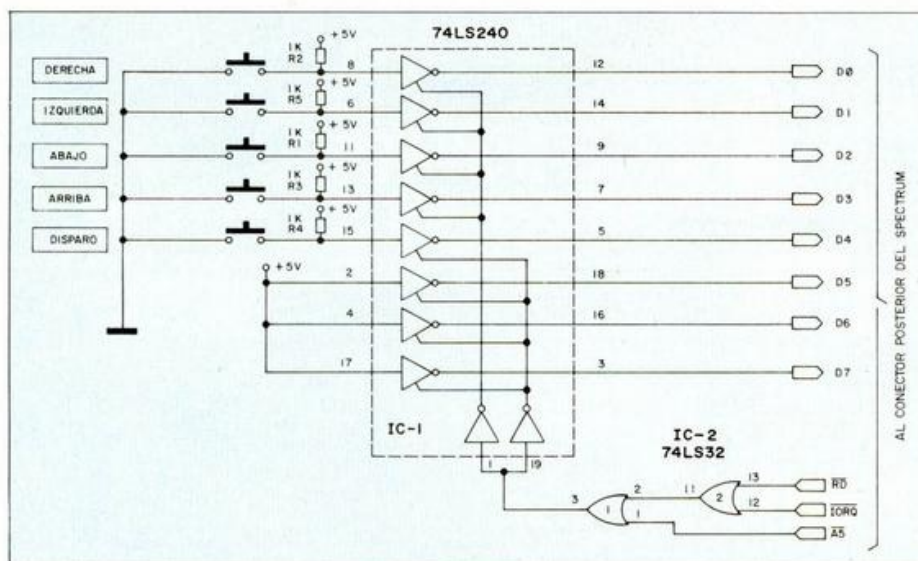 74LS240
DERECHA
1K
R2
+5V
8
12
D0
IZQUIERDA
1K
R5
+5V
6
14
D1
ABAJO
1K
R1
+5V
11
9
D2
ARRIBA
1K
R3
+5V
13
7
D3
DISPARO
1K
R4
+5V
15
5
D4
+5V
2
18
D5
4
16
D6
17
3
D7
IC-1
1
19
IC-2
74LS32
3
1
2
1
11
2
13
12
RD
IORQ
A5
AL CONECTOR POSTERIOR DEL SPECTRUM